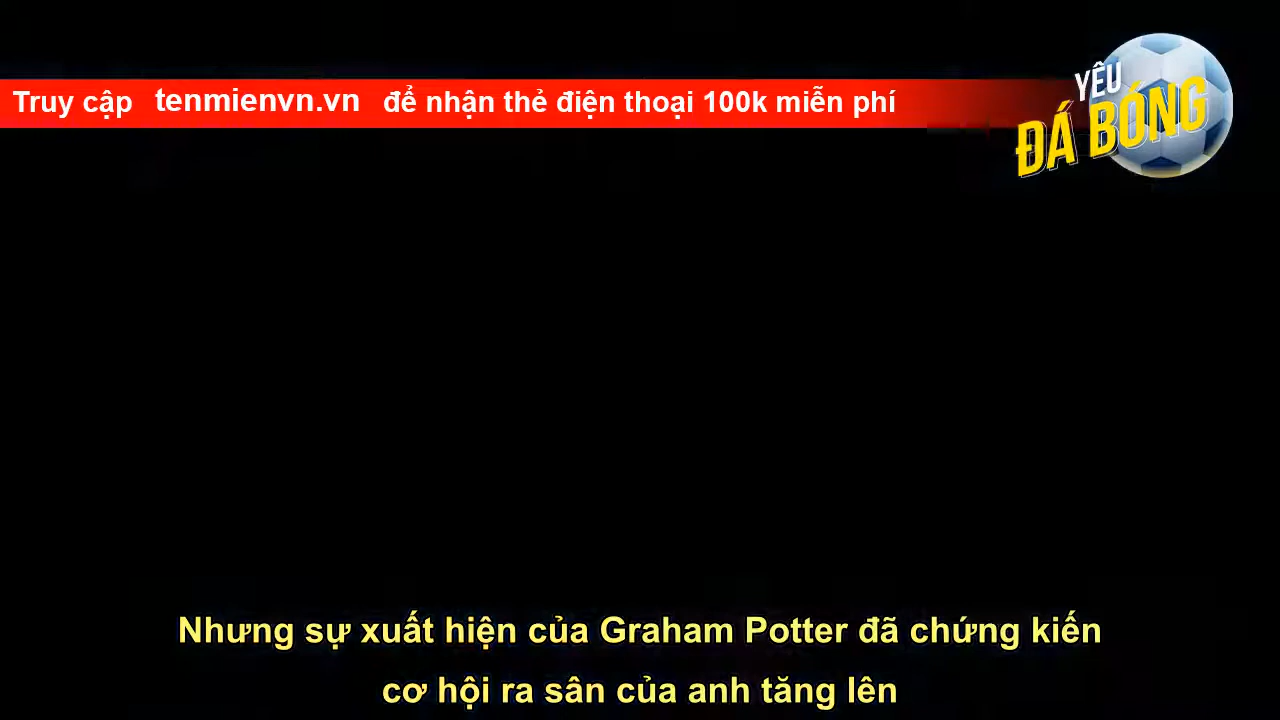 Truy cập tenmienvn.vn để nhận thẻ điện thoại 100k miễn phí
YÊU
ĐÁ BÓNG
Nhưng sự xuất hiện của Graham Potter đã chứng kiến
cơ hội ra sân của anh tăng lên